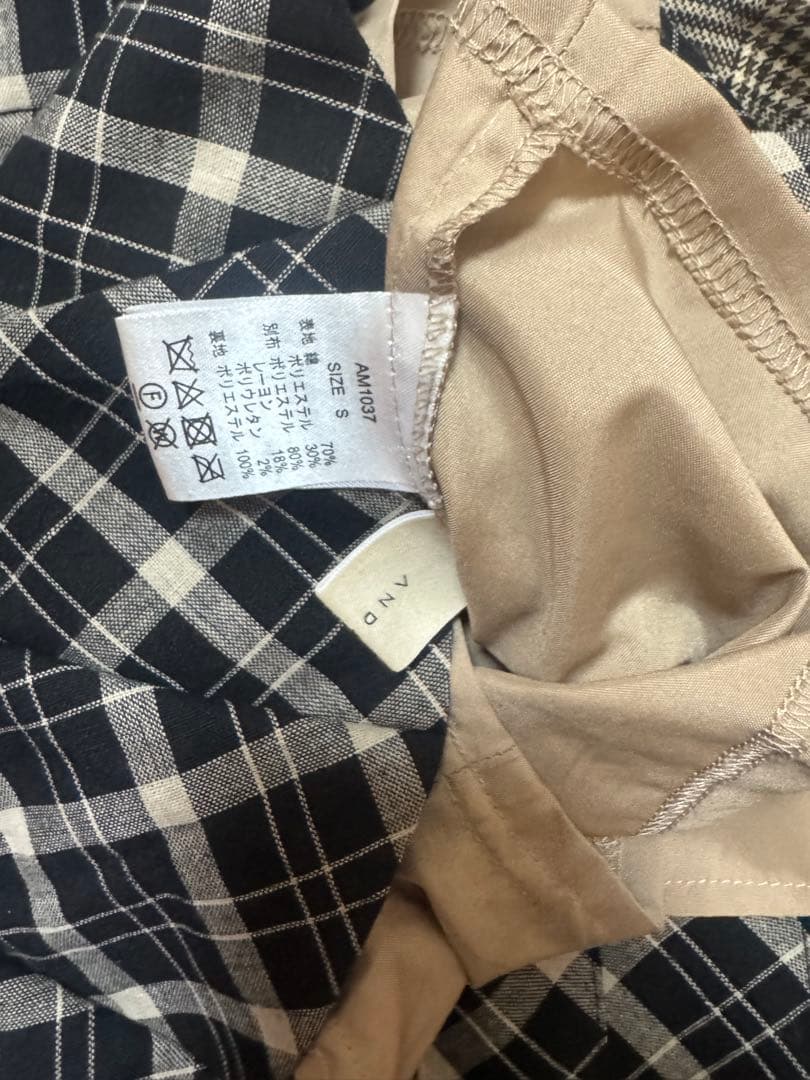 AM1037
SIZE S
表地 綿 70%
ポリエステル 30%
別布 ポリエステル 80%
レーヨン 18%
ポリウレタン 2%
裏地 ポリエステル 100%
F
AND